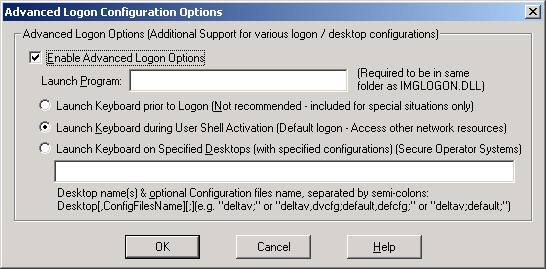 Advanced Logon Configuration Options
Advanced Logon Options (Additional Support for various logon / desktop configurations)
Enable Advanced Logon Options
Launch Program:
(Required to be in same
folder as IMGLOGON.DLL)
Launch Keyboard prior to Logon (Not recommended - included for special situations only)
Launch Keyboard during User Shell Activation (Default logon - Access other network resources)
Launch Keyboard on Specified Desktops (with specified configurations) (Secure Operator Systems)
Desktop name(s) & optional Configuration files name, separated by semi-colons:
Desktop[,ConfigFilesName][;](e.g. "deltav;" or "deltav,dvcfg;default,defcfg;" or "deltav;default;")
OK
Cancel
Help